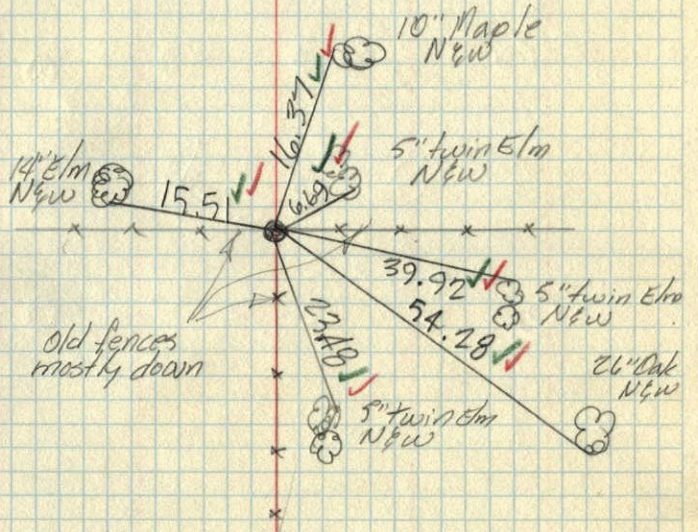 10" Maple
N&W
16.37
5" twin Elm
N&W
6.69
14" Elm
N&W
15.51
39.92
5" twin Elm
N&W
54.28
26" Oak
N&W
23.48
Old fences
mostly down
5" twin Elm
N&W